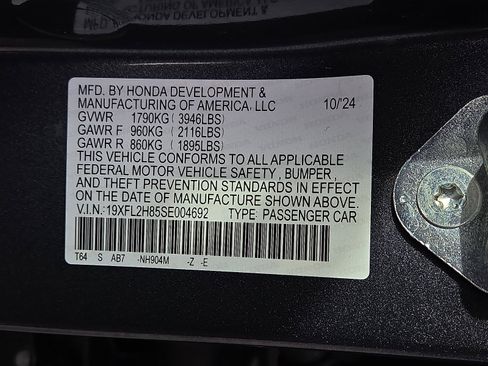 MFD. BY HONDA DEVELOPMENT &
MANUFACTURING OF AMERICA, LLC 10/'24
GVWR 1790KG (3946LBS)
GAWR F 960KG (2116LBS)
GAWR R 860KG (1895LBS)
THIS VEHICLE CONFORMS TO ALL APPLICABLE
FEDERAL MOTOR VEHICLE SAFETY, BUMPER,
AND THEFT PREVENTION STANDARDS IN EFFECT
ON THE DATE OF MANUFACTURE SHOWN ABOVE.
V.I.N.: 19XFL2H85SE004692 TYPE: PASSENGER CAR
T64 S AB7 -NH904M -Z -E